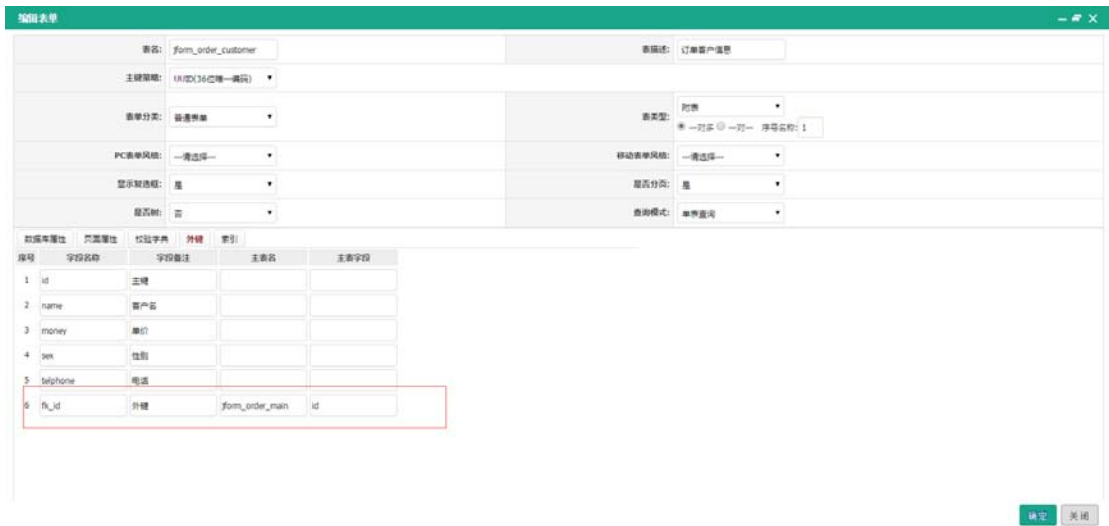 编辑表单
表名: jform_order_customer 表描述: 订单客户信息
主键策略: UUID(36位唯一编码)
表单分类: 普通表单 表类型: 附表
一对多 一对一 序号名称: 1
PC表单风格: ---请选择--- 移动表单风格: ---请选择---
显示复选框: 是 是否分页: 是
是否树: 否 查询模式: 单表查询
数据库属性 页面属性 校验字典 外键 索引
序号 字段名称 字段备注 主表名 主表字段
1 id 主键
2 name 客户名
3 money 单价
4 sex 性别
5 telphone 电话
6 fk_id 外键 jform_order_main id
确定 关闭